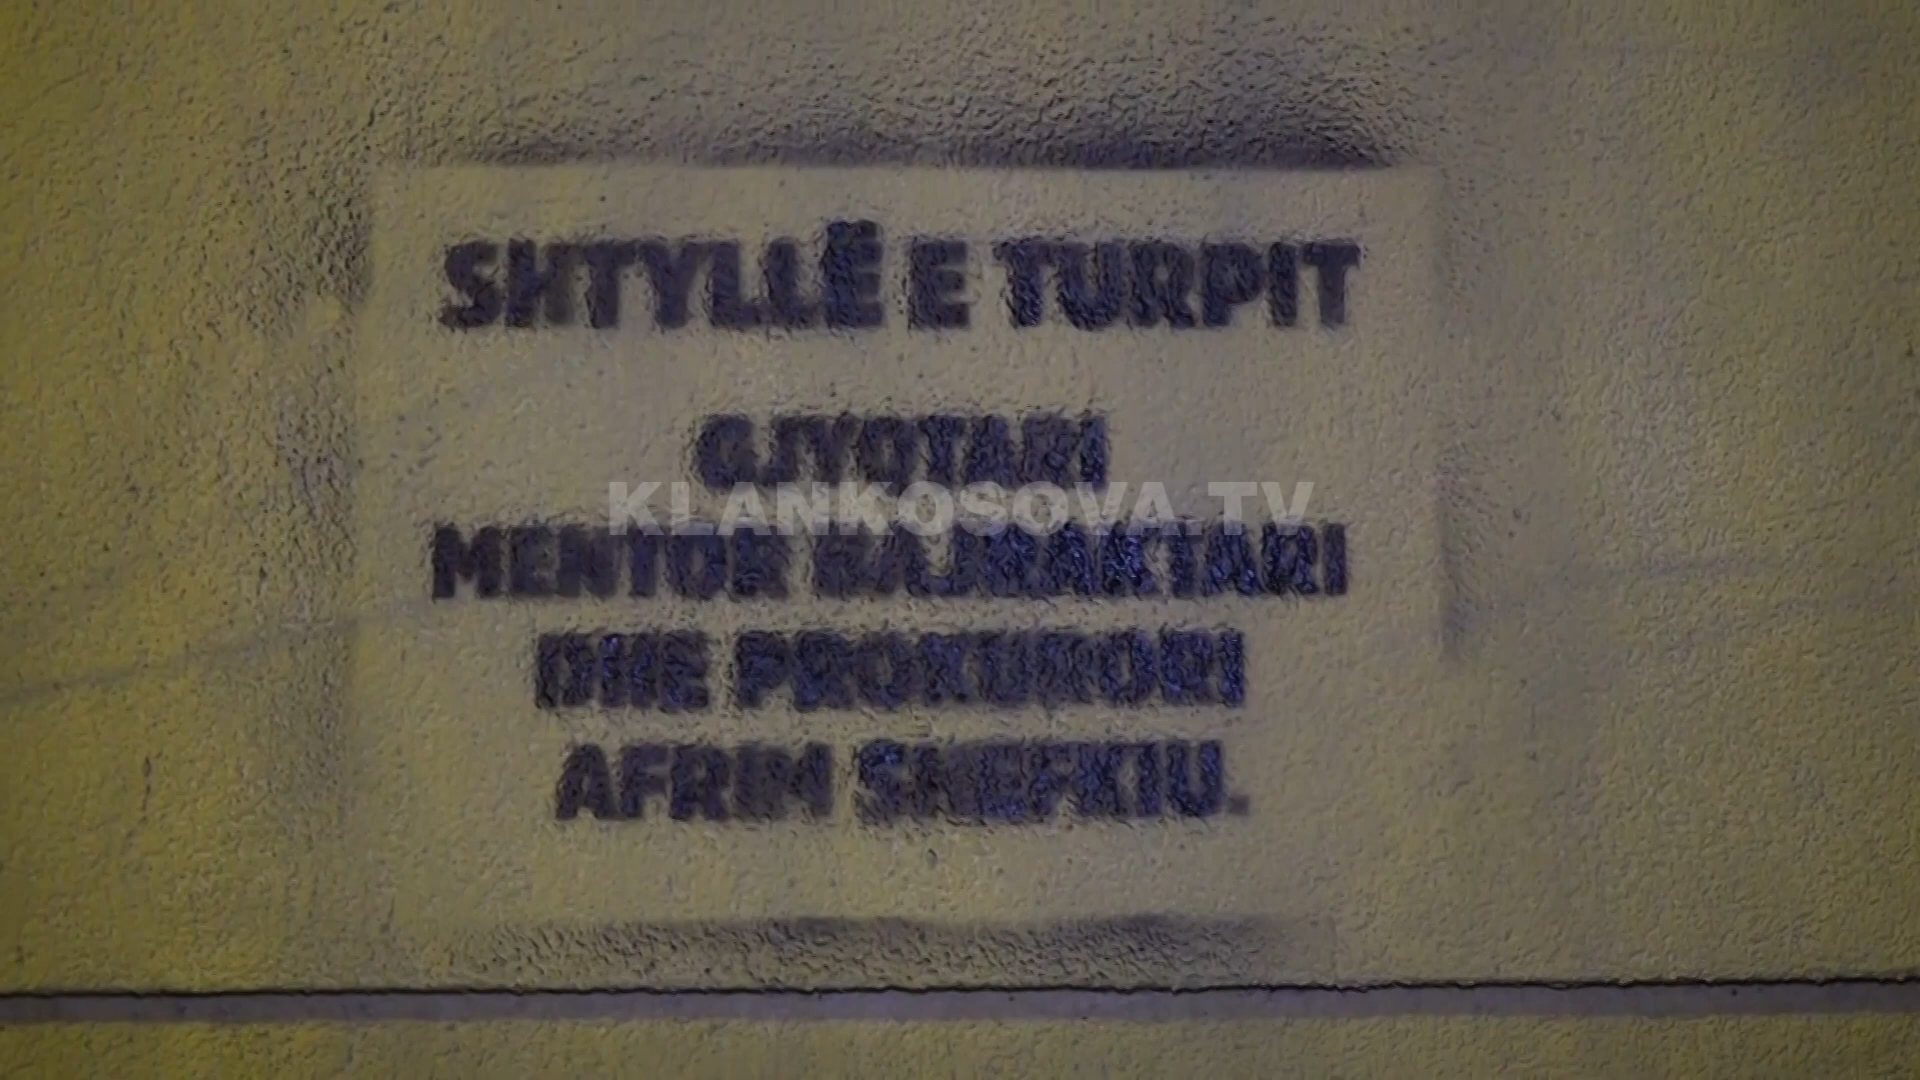 SHTYLLË E TURPIT
GJYQTARI
KLANKOSOVA.TV
MENTOR BAJRAKTARI
DHE PROKURORI
AFRIM SHEFKIU.